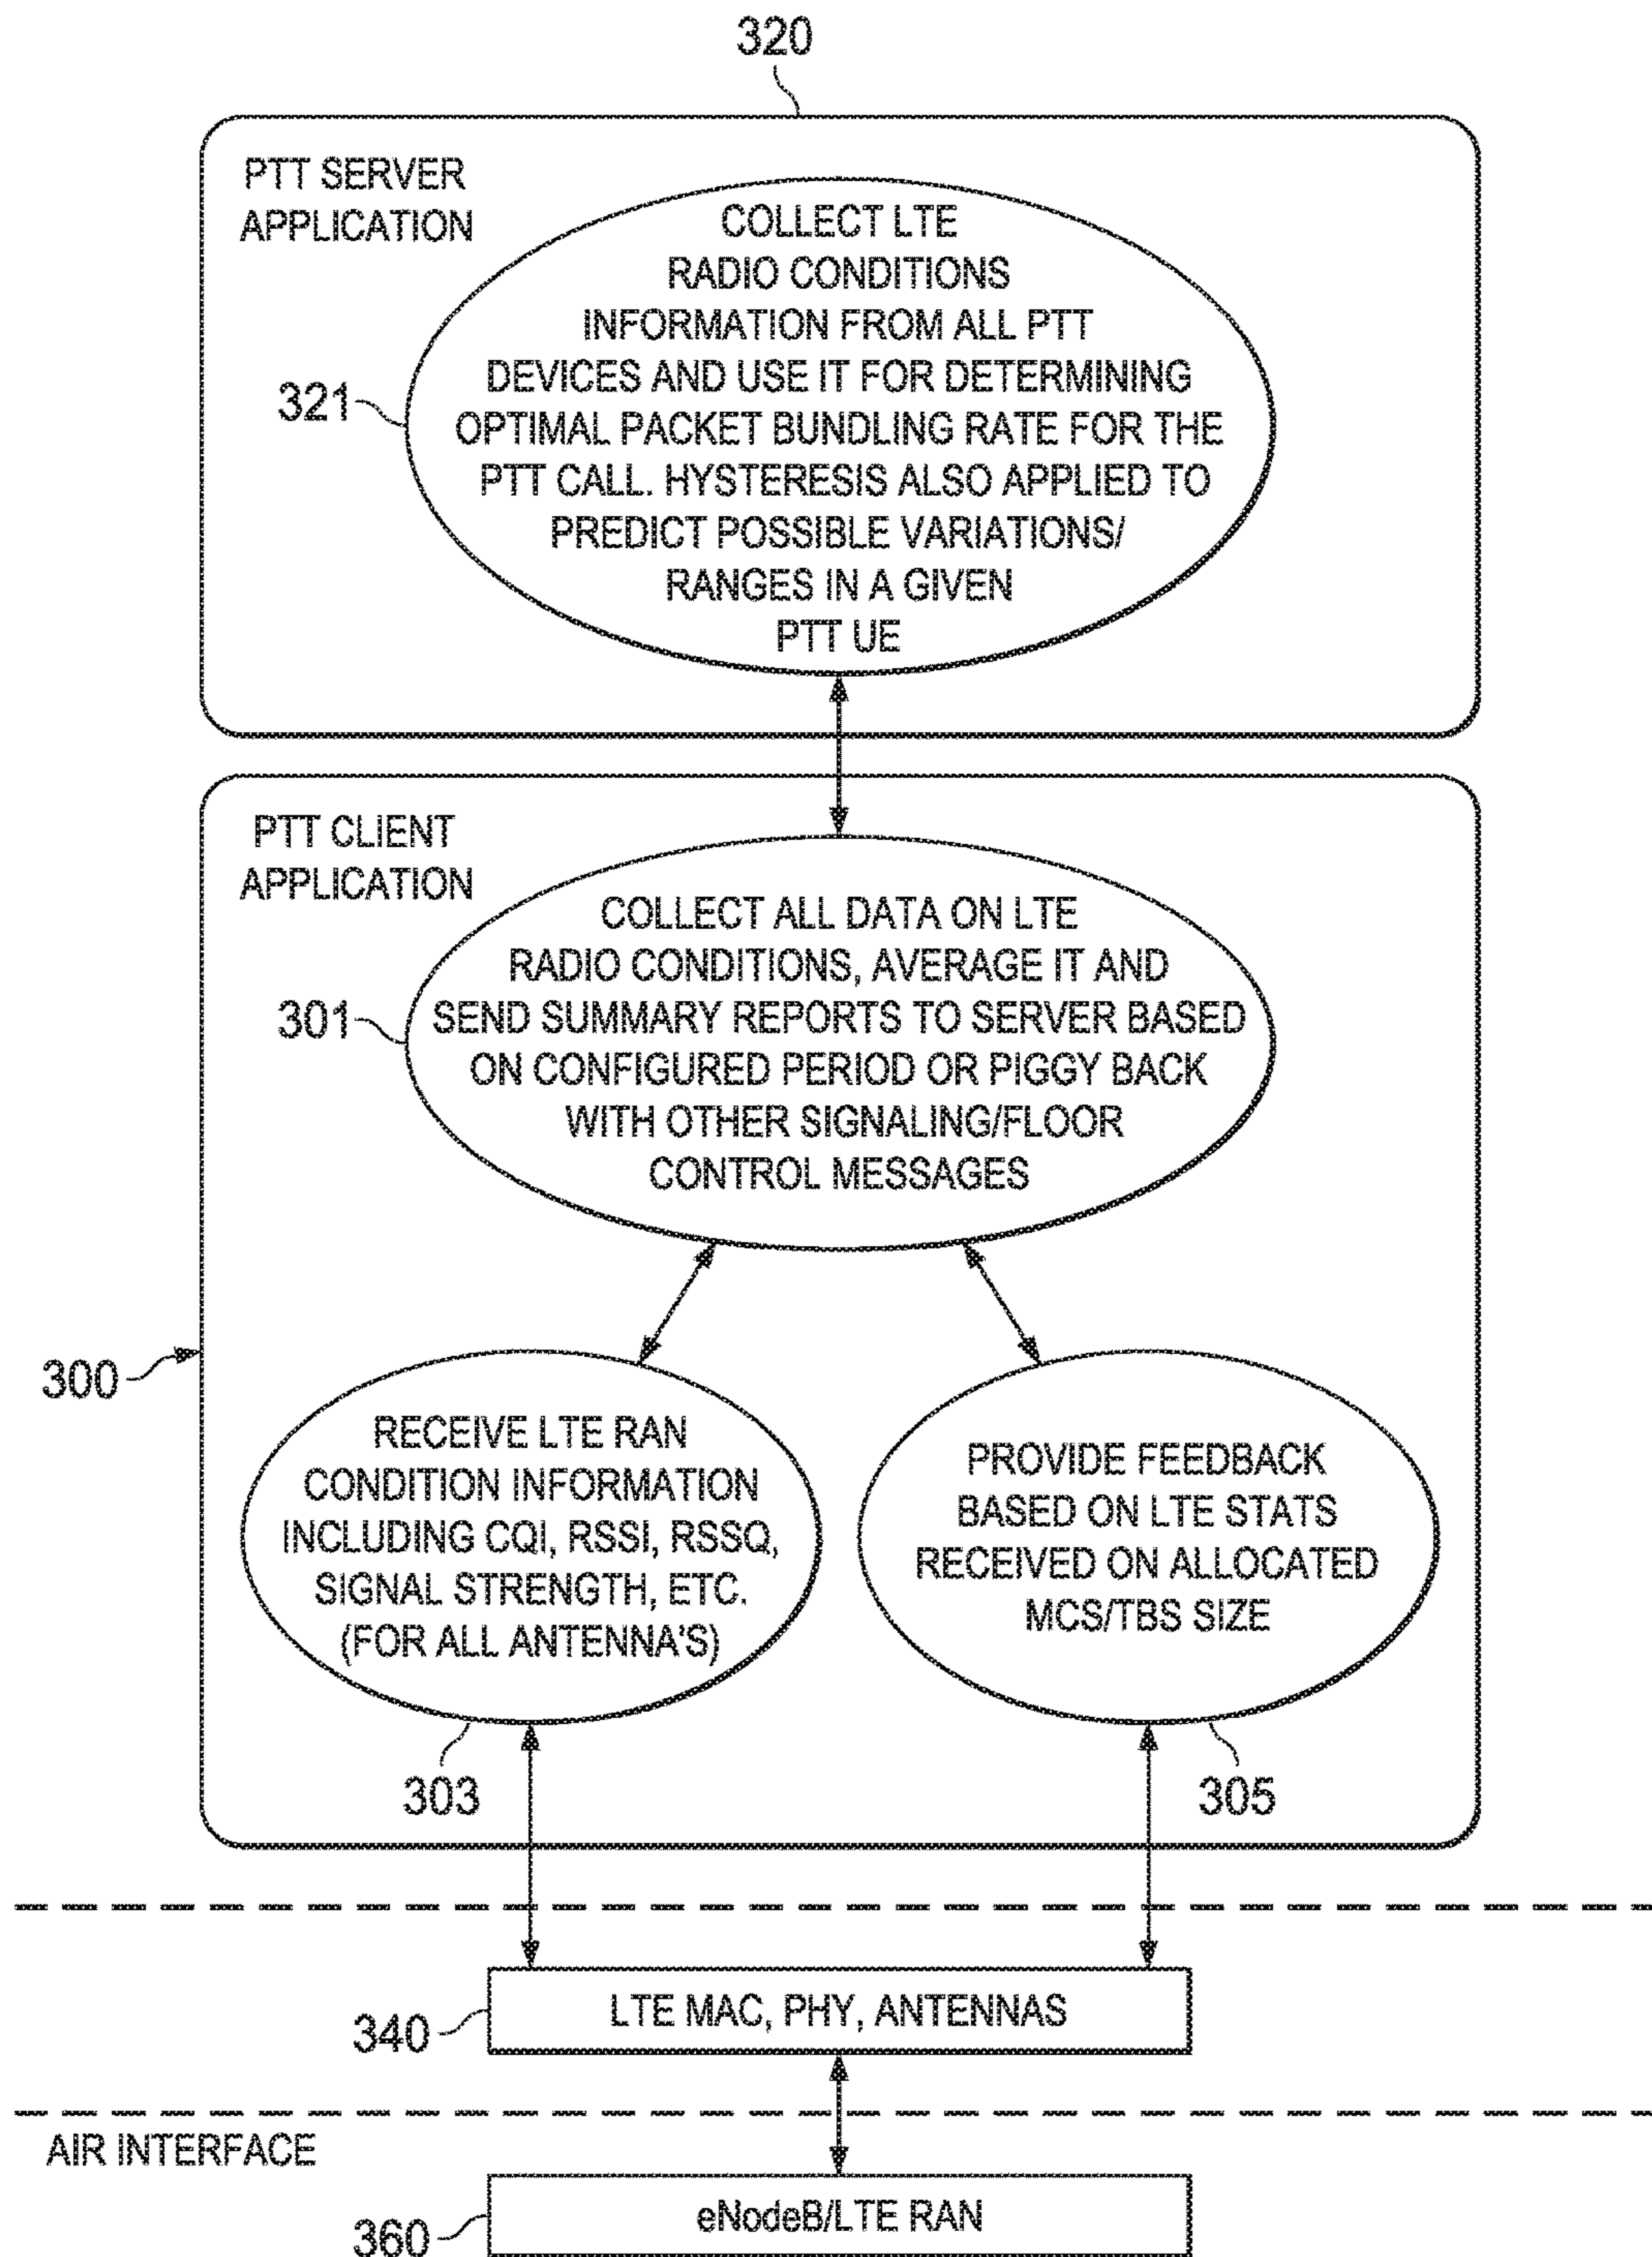 320
PTT SERVER
APPLICATION
COLLECT LTE
RADIO CONDITIONS
INFORMATION FROM ALL PTT
DEVICES AND USE IT FOR DETERMINING
OPTIMAL PACKET BUNDLING RATE FOR THE
PTT CALL. HYSTERESIS ALSO APPLIED TO
PREDICT POSSIBLE VARIATIONS/
RANGES IN A GIVEN
PTT UE
321
PTT CLIENT
APPLICATION
COLLECT ALL DATA ON LTE
RADIO CONDITIONS, AVERAGE IT AND
SEND SUMMARY REPORTS TO SERVER BASED
ON CONFIGURED PERIOD OR PIGGY BACK
WITH OTHER SIGNALING/FLOOR
CONTROL MESSAGES
301
300
RECEIVE LTE RAN
CONDITION INFORMATION
INCLUDING CQI, RSSI, RSSQ,
SIGNAL STRENGTH, ETC.
(FOR ALL ANTENNA'S)
303
PROVIDE FEEDBACK
BASED ON LTE STATS
RECEIVED ON ALLOCATED
MCS/TBS SIZE
305
LTE MAC, PHY, ANTENNAS
340
AIR INTERFACE
eNodeB/LTE RAN
360